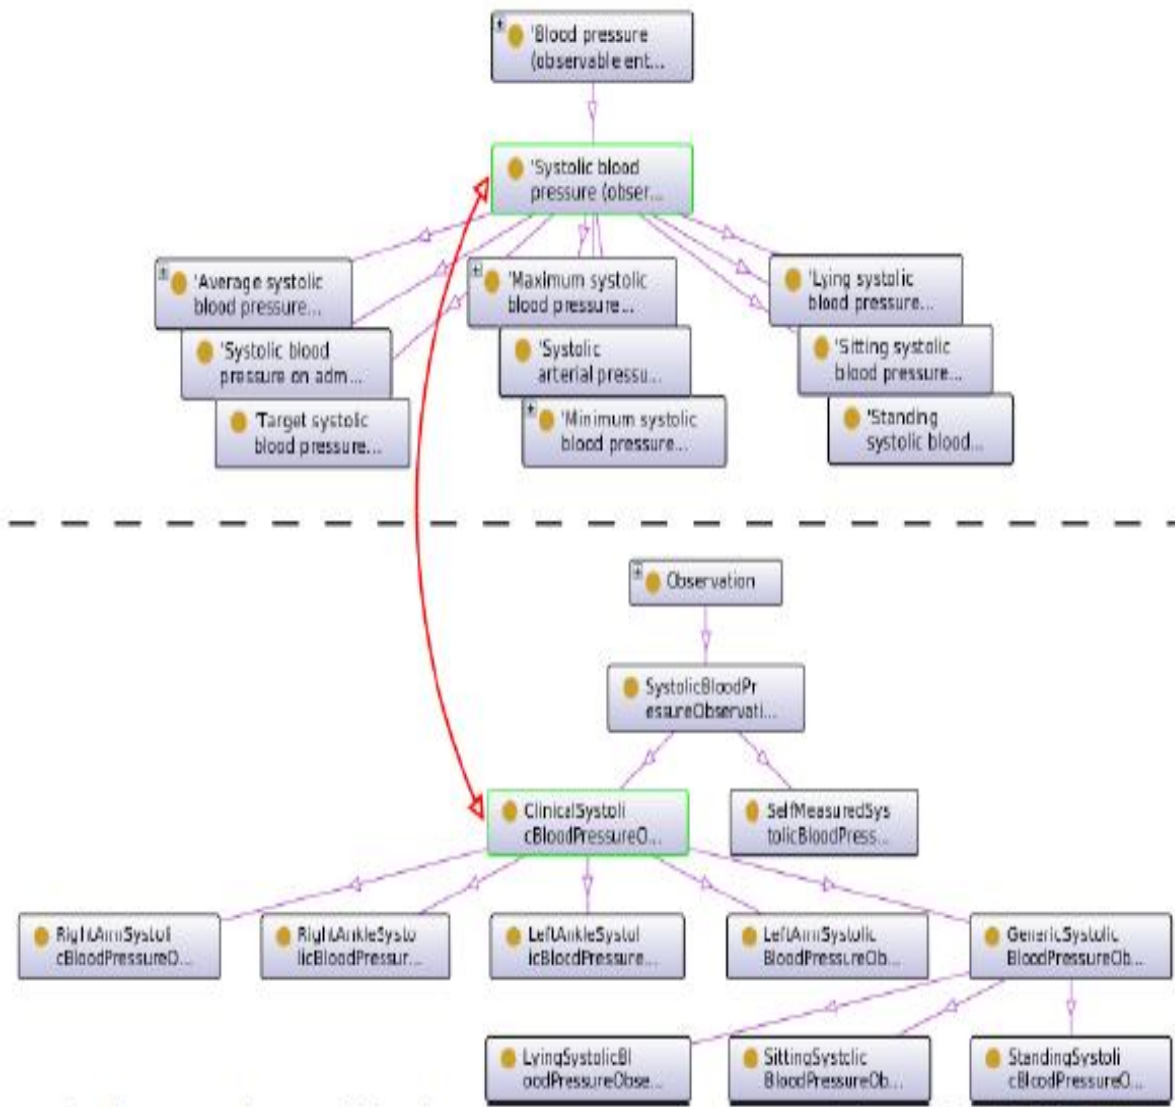 'Blood pressure
(observable ent...
'Systolic blood
pressure (obser...
'Average systolic
blood pressure...
'Systolic blood
pressure on adm...
'Target systolic
blood pressure...
'Maximum systolic
blood pressure...
'Systolic
arterial pressu...
'Minimum systolic
blood pressure...
'Lying systolic
blood pressure...
'Sitting systolic
blood pressure...
'Standing
systolic blood...
Observation
SystolicBloodPr
essureObservati...
ClinicalSystoli
cBloodPressureO...
SelfMeasuredSys
tolicBloodPress...
RightArmSystoli
cBloodPressureO...
RightAnkleSysto
licBloodPressur...
LeftAnkleSystol
icBloodPressure...
LeftArmSystolic
BloodPressureOb...
GenericSystolic
BloodPressureOb...
LyingSystolicBl
oodPressureObse...
SittingSystolic
BloodPressureOb...
StandingSystoli
cBloodPressureO...